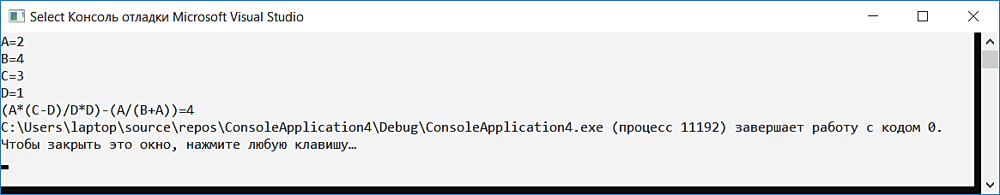 Select Консоль отладки Microsoft Visual Studio
A=2
B=4
C=3
D=1
(A*(C-D)/D*D)-(A/(B+A))=4
C:\Users\laptop\source\repos\ConsoleApplication4\Debug\ConsoleApplication4.exe (процесс 11192) завершает работу с кодом 0.
Чтобы закрыть это окно, нажмите любую клавишу…